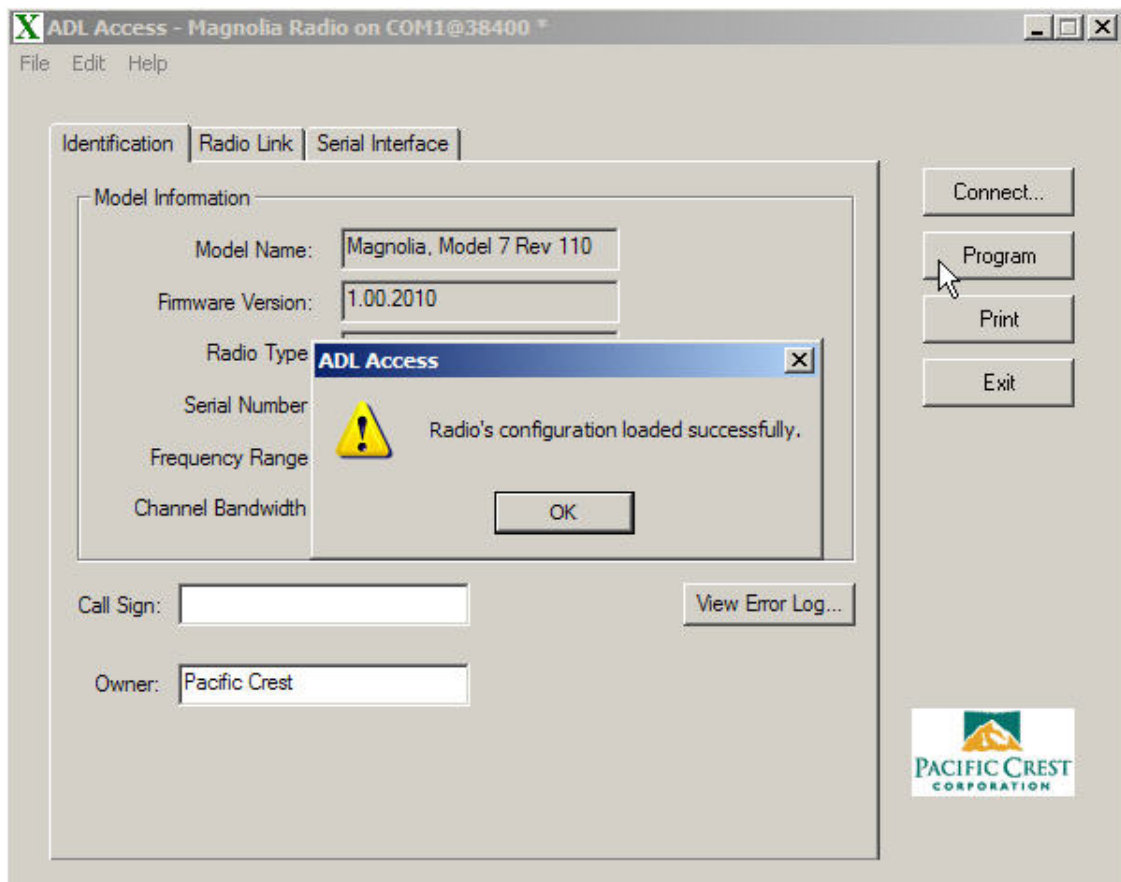 ADL Access - Magnolia Radio on COM1@38400 *
File Edit Help
Identification Radio Link Serial Interface
Model Information
Model Name: Magnolia, Model 7 Rev 110
Firmware Version: 1.00.2010
Radio Type
Serial Number
Frequency Range
Channel Bandwidth
ADL Access
Radio's configuration loaded successfully.
OK
Call Sign:
View Error Log...
Owner: Pacific Crest
Connect...
Program
Print
Exit
PACIFIC CREST
CORPORATION